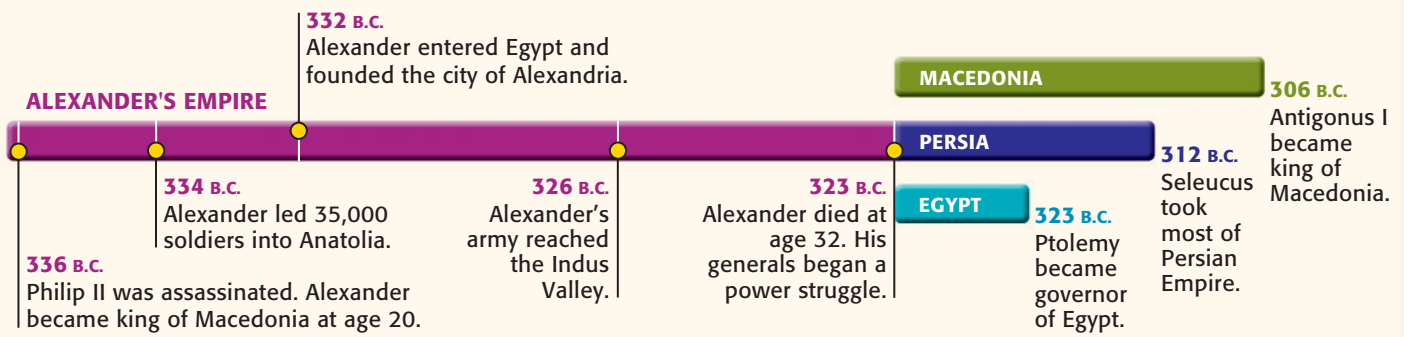 332 B.C.
Alexander entered Egypt and
founded the city of Alexandria.
ALEXANDER'S EMPIRE
336 B.C.
Philip II was assassinated. Alexander
became king of Macedonia at age 20.
334 B.C.
Alexander led 35,000
soldiers into Anatolia.
326 B.C.
Alexander's
army reached
the Indus
Valley.
323 B.C.
Alexander died at
age 32. His
generals began a
power struggle.
MACEDONIA
306 B.C.
Antigonus I
became
king of
Macedonia.
PERSIA
312 B.C.
Seleucus
took
most of
Persian
Empire.
EGYPT
323 B.C.
Ptolemy
became
governor
of Egypt.